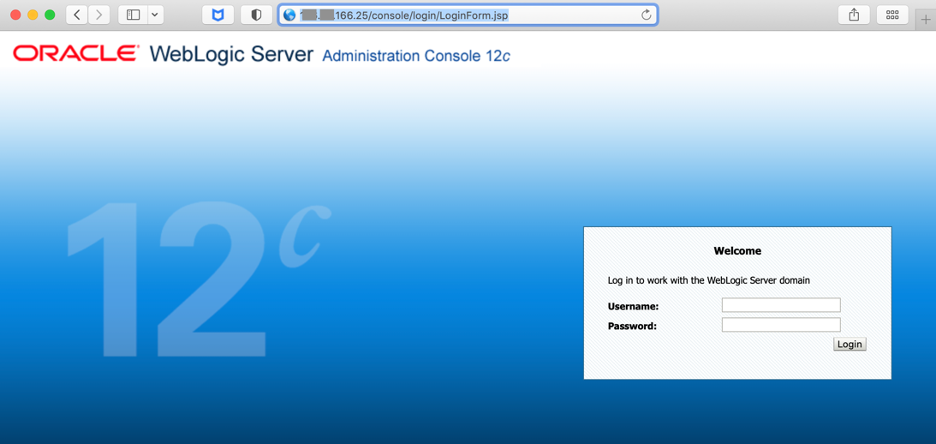 166.25/console/login/LoginForm.jsp
ORACLE WebLogic Server Administration Console 12c
12c
Welcome
Log in to work with the WebLogic Server domain
Username:
Password:
Login